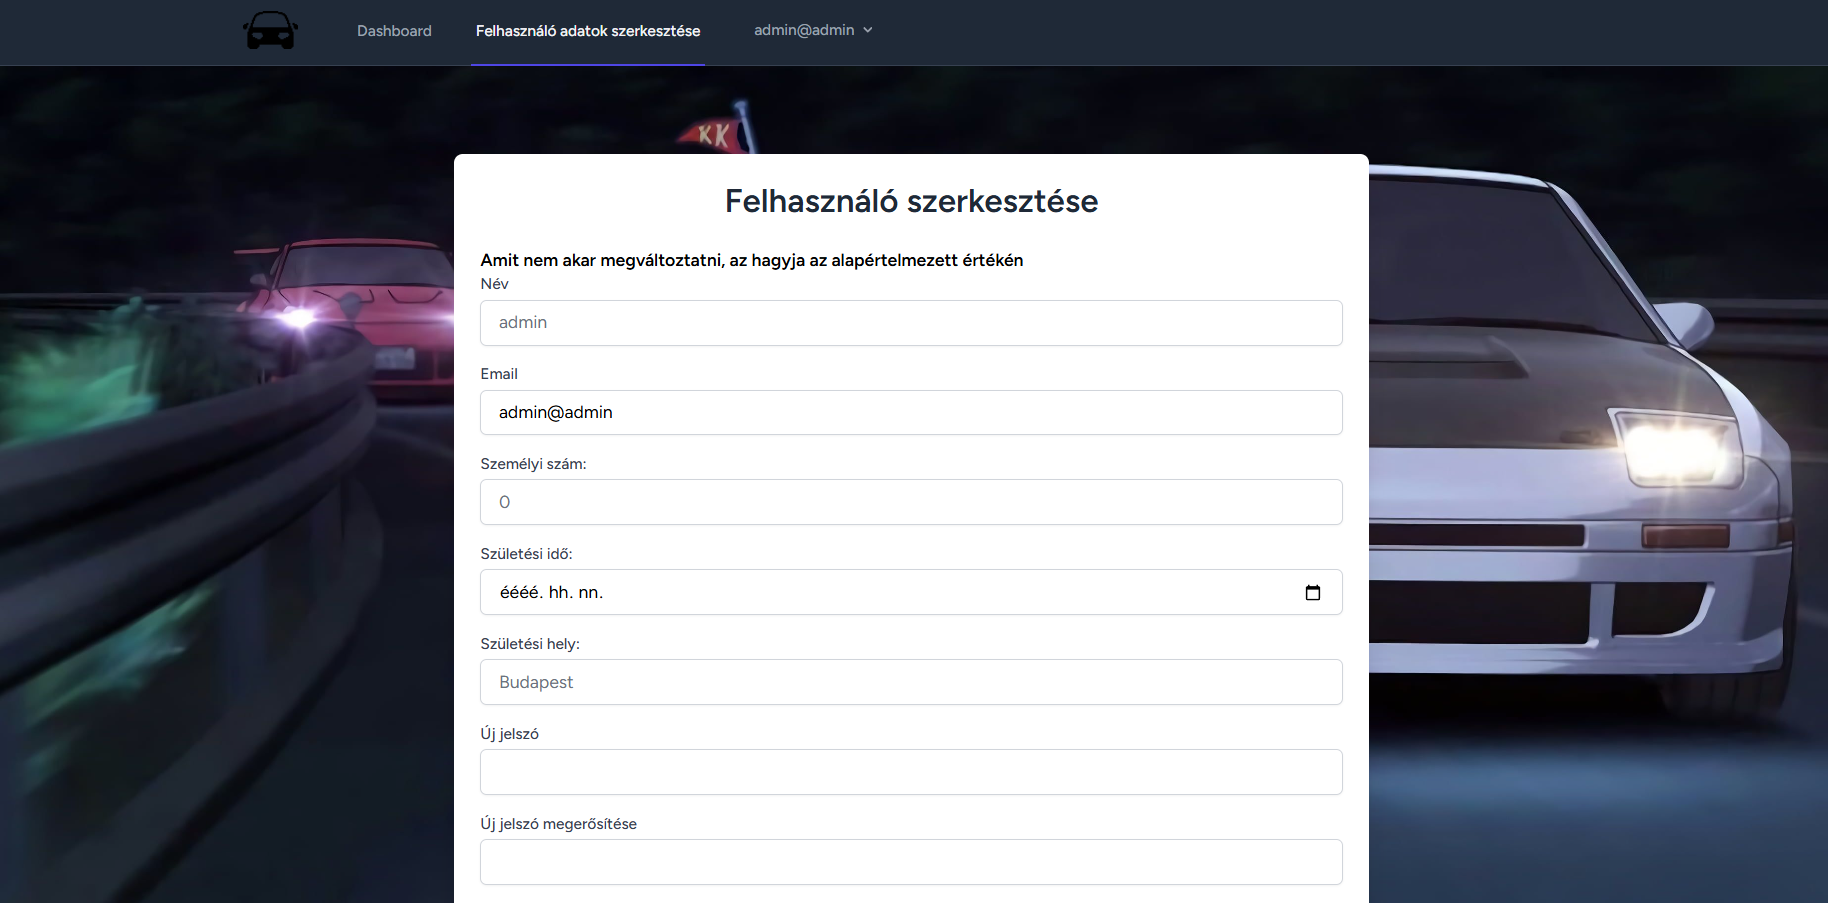 Dashboard
Felhasználó adatok szerkesztése
admin@admin
KK
Felhasználó szerkesztése
Amit nem akar megváltoztatni, az hagyja az alapértelmezett értékén
Név
admin
Email
admin@admin
Személyi szám:
0
Születési idő:
éééé. hh. nn.
Születési hely:
Budapest
Új jelszó
Új jelszó megerősítése